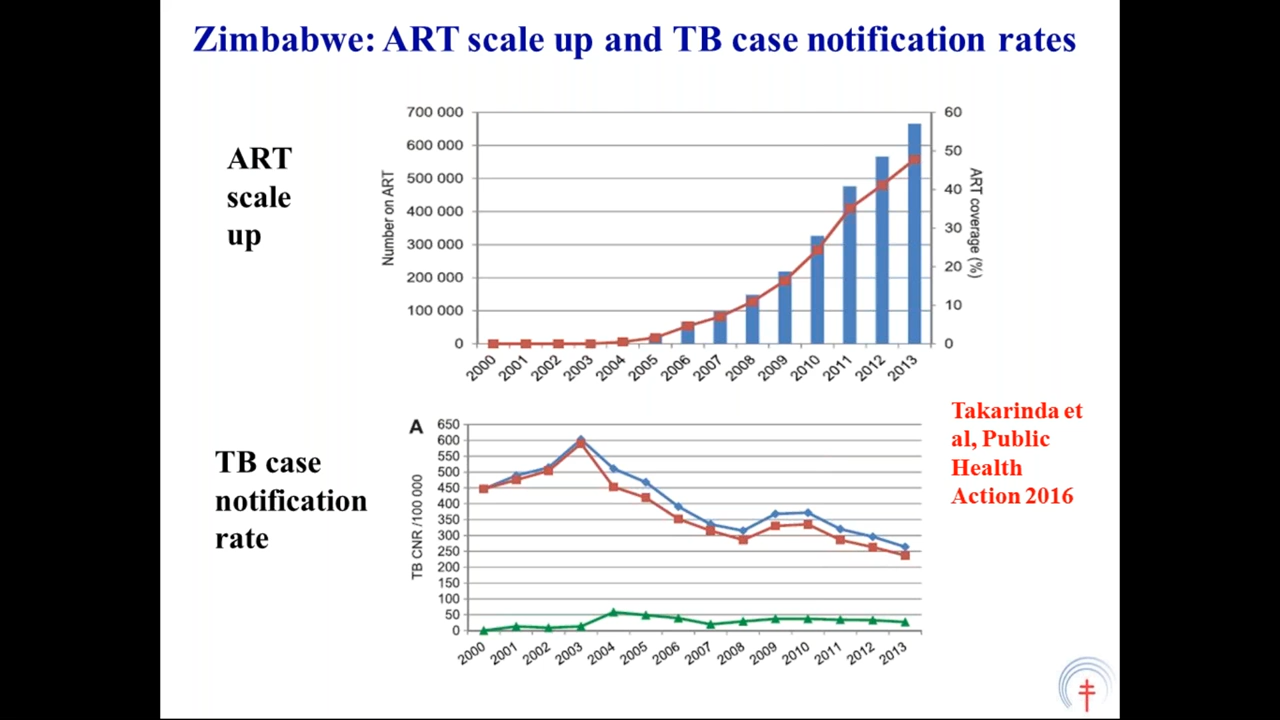 Zimbabwe: ART scale up and TB case notification rates
ART
scale
up
Number on ART
700 000
600 000
500 000
400 000
300 000
200 000
100 000
0
60
50
40
30
20
10
0
ART coverage (%)
2000 2001 2002 2003 2004 2005 2006 2007 2008 2009 2010 2011 2012 2013
TB case
notification
rate
A
TB CNR /100 000
650
600
550
500
450
400
350
300
250
200
150
100
50
0
2000 2001 2002 2003 2004 2005 2006 2007 2008 2009 2010 2011 2012 2013
Takarinda et
al, Public
Health
Action 2016